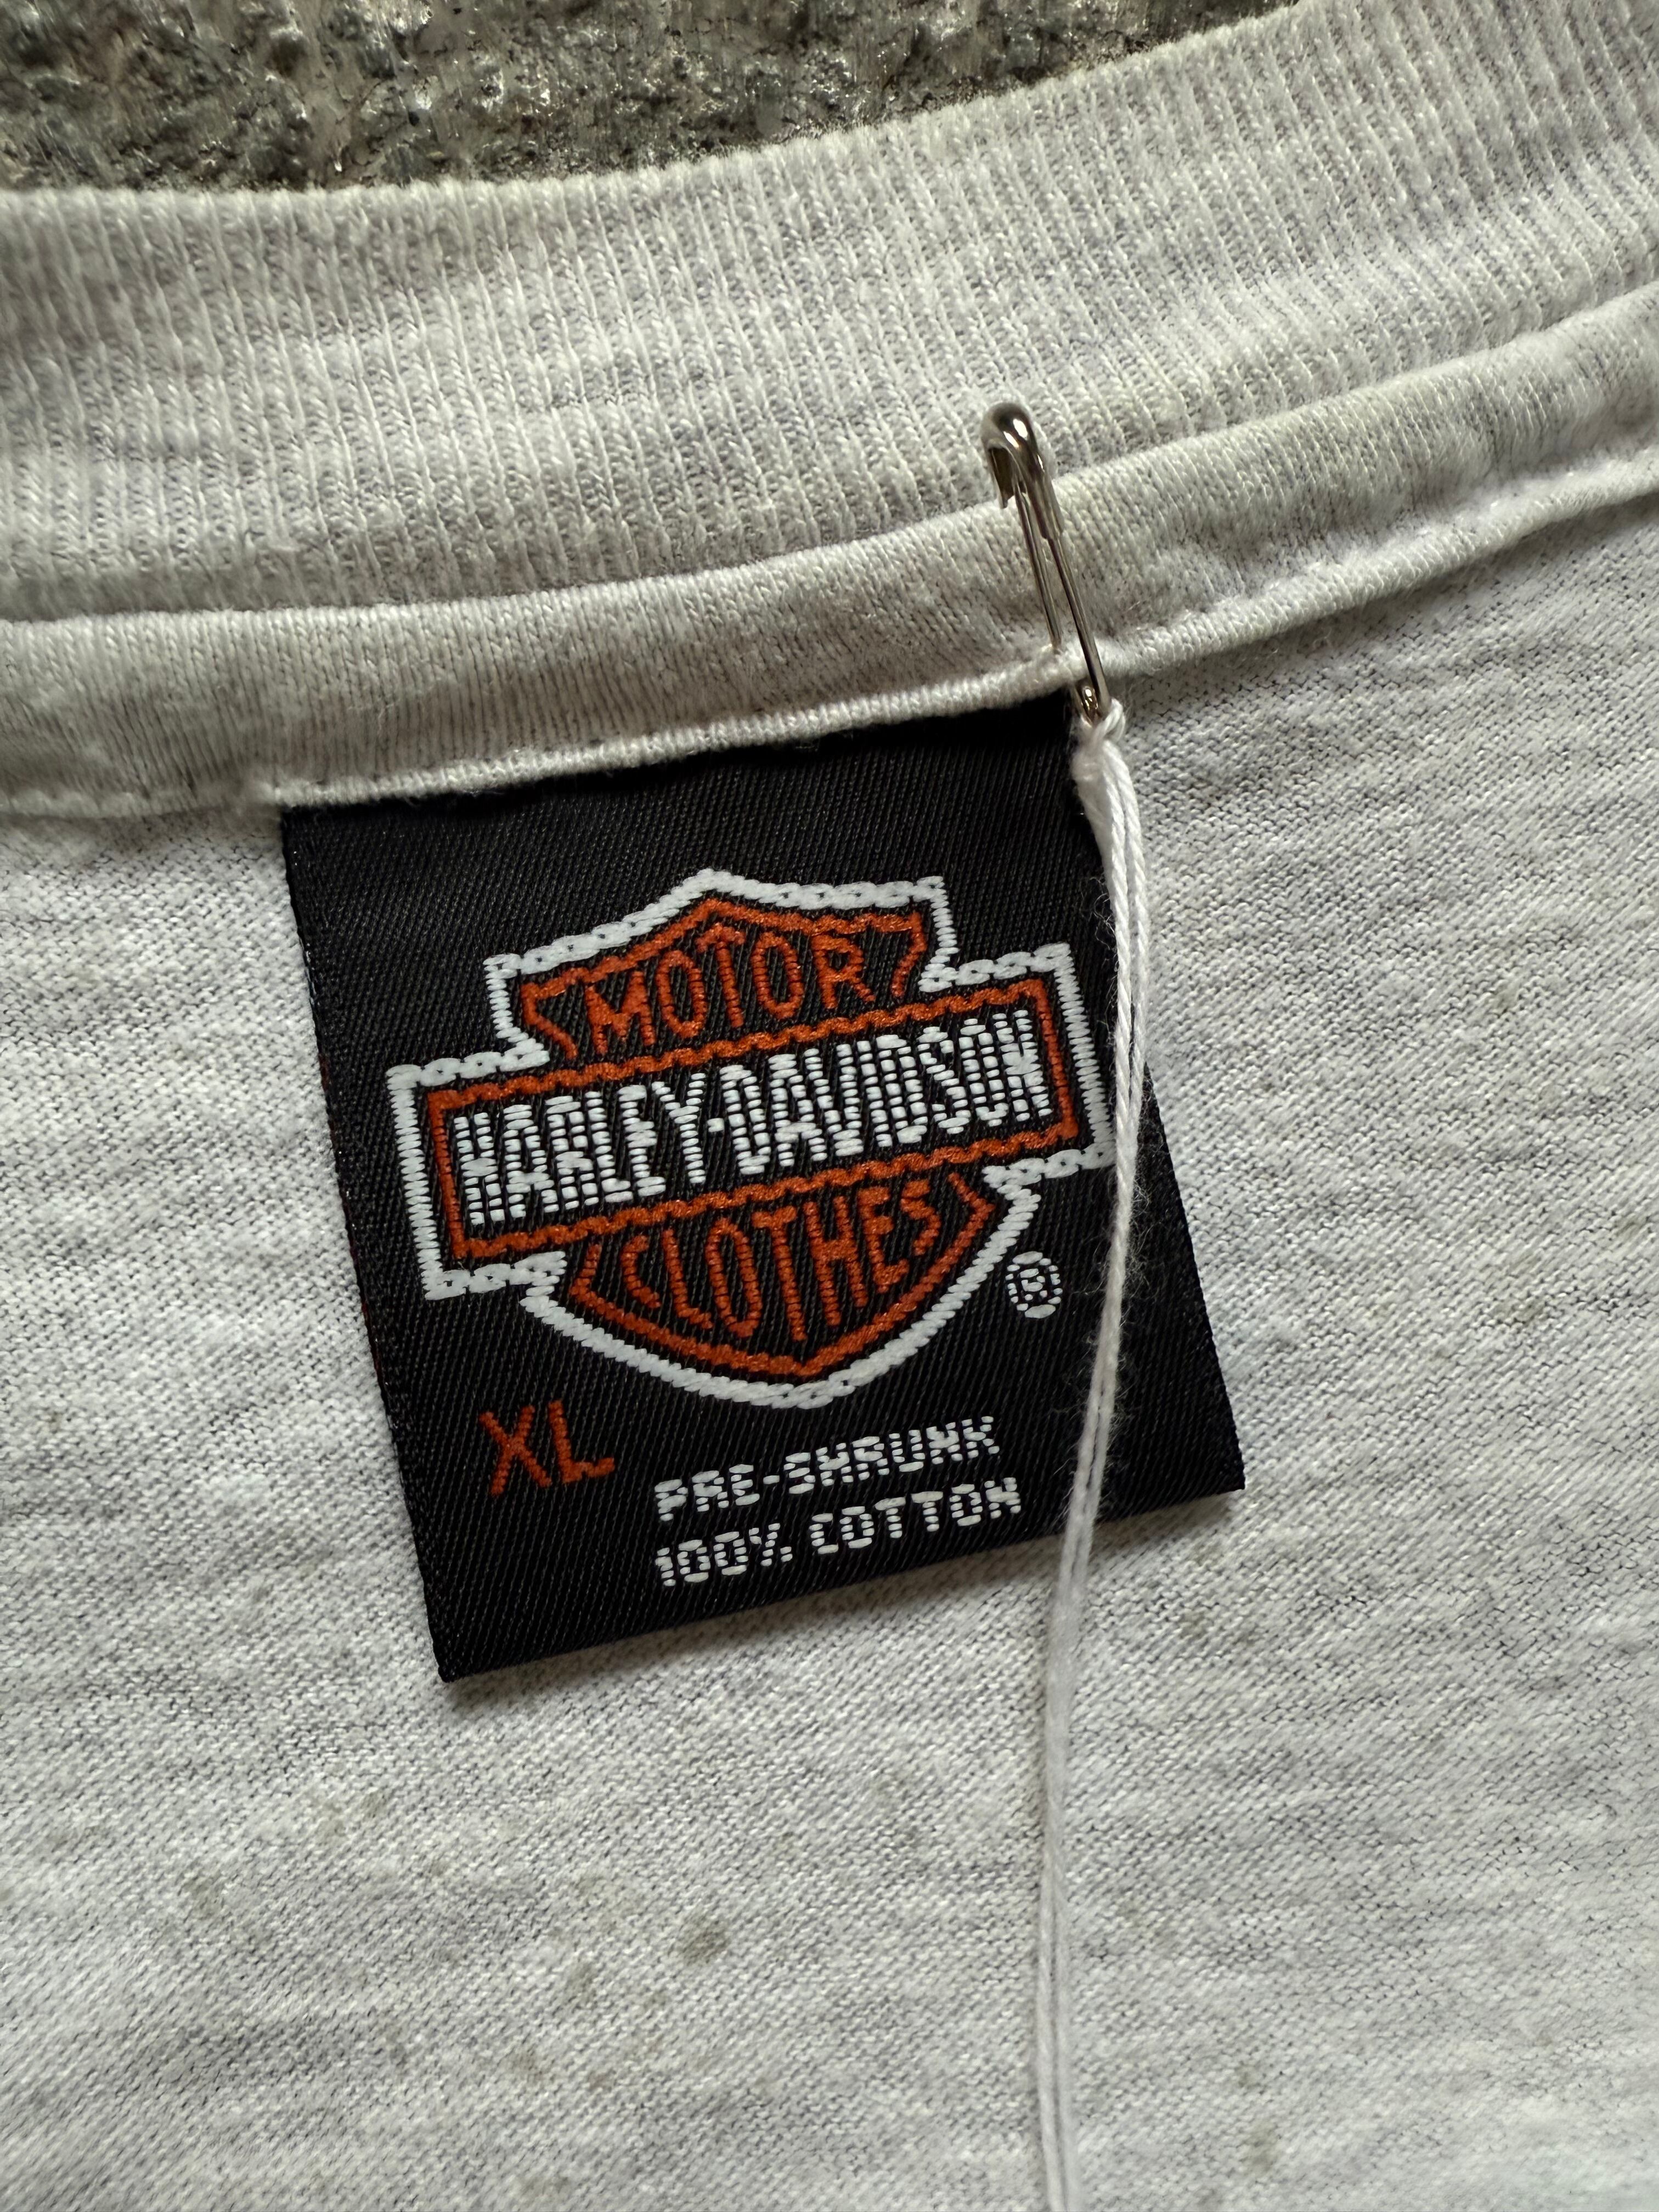 MOTOR
HARLEY-DAVIDSON
CLOTHES
®
XL
PRE-SHRUNK
100% COTTON